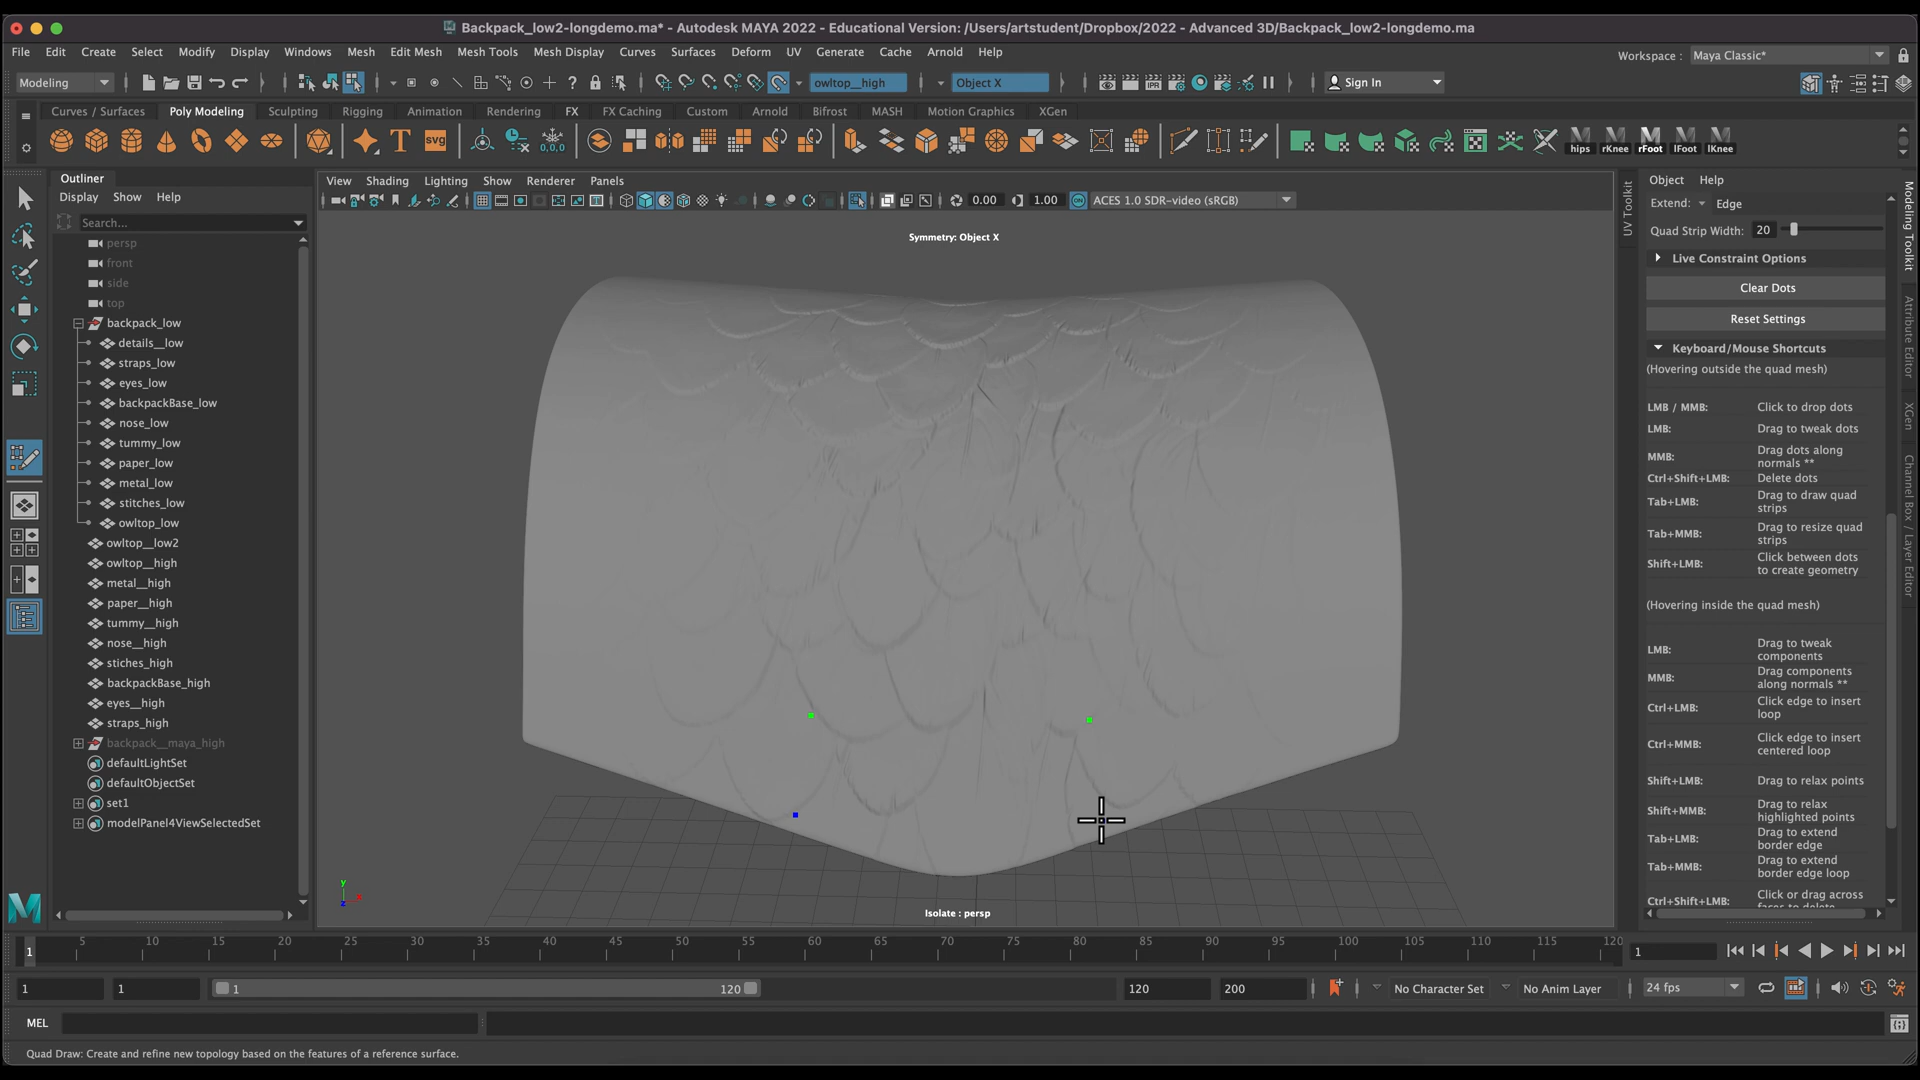 Backpack_low2-longdemo.ma* - Autodesk MAYA 2022 - Educational Version: /Users/artstudent/Dropbox/2022 - Advanced 3D/Backpack_low2-longdemo.ma
File Edit Create Select Modify Display Windows Mesh Edit Mesh Mesh Tools Mesh Display Curves Surfaces Deform UV Generate Cache Arnold Help
Workspace : Maya Classic*
Modeling owltop__high Object X Sign In
Curves / Surfaces Poly Modeling Sculpting Rigging Animation Rendering FX FX Caching Custom Arnold Bifrost MASH Motion Graphics XGen
T SVG 0,0,0 hips rKnee rFoot lFoot lKnee
Outliner
Display Show Help
Search...
persp
front
side
top
backpack_low
details__low
straps_low
eyes_low
backpackBase_low
nose_low
tummy_low
paper_low
metal_low
stitches_low
owltop_low
owltop__low2
owltop__high
metal__high
paper__high
tummy__high
nose__high
stiches_high
backpackBase_high
eyes__high
straps_high
backpack__maya_high
defaultLightSet
defaultObjectSet
set1
modelPanel4ViewSelectedSet
View Shading Lighting Show Renderer Panels
0.00 1.00 ON ACES 1.0 SDR-video (sRGB)
Symmetry: Object X
Isolate : persp
y
x
z
UV Toolkit
Object Help
Extend: Edge
Quad Strip Width: 20
Live Constraint Options
Clear Dots
Reset Settings
Keyboard/Mouse Shortcuts
(Hovering outside the quad mesh)
LMB / MMB: Click to drop dots
LMB: Drag to tweak dots
MMB: Drag dots along
normals **
Ctrl+Shift+LMB: Delete dots
Tab+LMB: Drag to draw quad
strips
Tab+MMB: Drag to resize quad
strips
Shift+LMB: Click between dots
to create geometry
(Hovering inside the quad mesh)
LMB: Drag to tweak
components
MMB: Drag components
along normals **
Ctrl+LMB: Click edge to insert
loop
Ctrl+MMB: Click edge to insert
centered loop
Shift+LMB: Drag to relax points
Shift+MMB: Drag to relax
highlighted points
Tab+LMB: Drag to extend
border edge
Tab+MMB: Drag to extend
border edge loop
Ctrl+Shift+LMB: Click or drag across
faces to delete
Modeling Toolkit
Attribute Editor
XGen
Channel Box / Layer Editor
1 5 10 15 20 25 30 35 40 45 50 55 60 65 70 75 80 85 90 95 100 105 110 115 120 1
1 1 1 120 120 200 No Character Set No Anim Layer 24 fps
MEL
Quad Draw: Create and refine new topology based on the features of a reference surface.